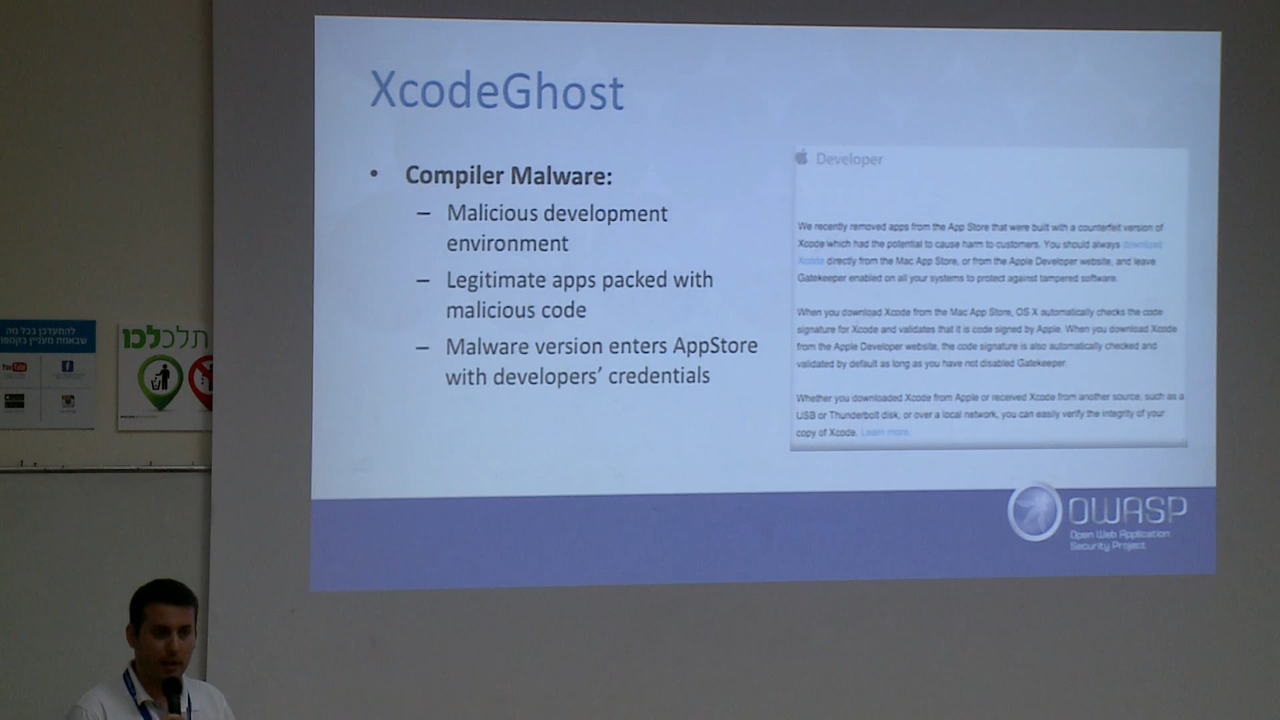 XcodeGhost
• Compiler Malware:
– Malicious development
environment
– Legitimate apps packed with
malicious code
– Malware version enters AppStore
with developers’ credentials
Developer
We recently removed apps from the App Store that were built with a counterfeit version of
Xcode which had the potential to cause harm to customers. You should always download
Xcode directly from the Mac App Store, or from the Apple Developer website, and leave
Gatekeeper enabled on all your systems to protect against tampered software.
When you download Xcode from the Mac App Store, OS X automatically checks the code
signature for Xcode and validates that it is code signed by Apple. When you download Xcode
from the Apple Developer website, the code signature is also automatically checked and
validated by default as long as you have not disabled Gatekeeper.
Whether you downloaded Xcode from Apple or received Xcode from another source, such as a
USB or Thunderbolt disk, or over a local network, you can easily verify the integrity of your
copy of Xcode. Learn more.
OWASP
Open Web Application
Security Project
להתעדכן בכל מה
שבאמת מעניין בקמפו
YouTube
תלכלכו